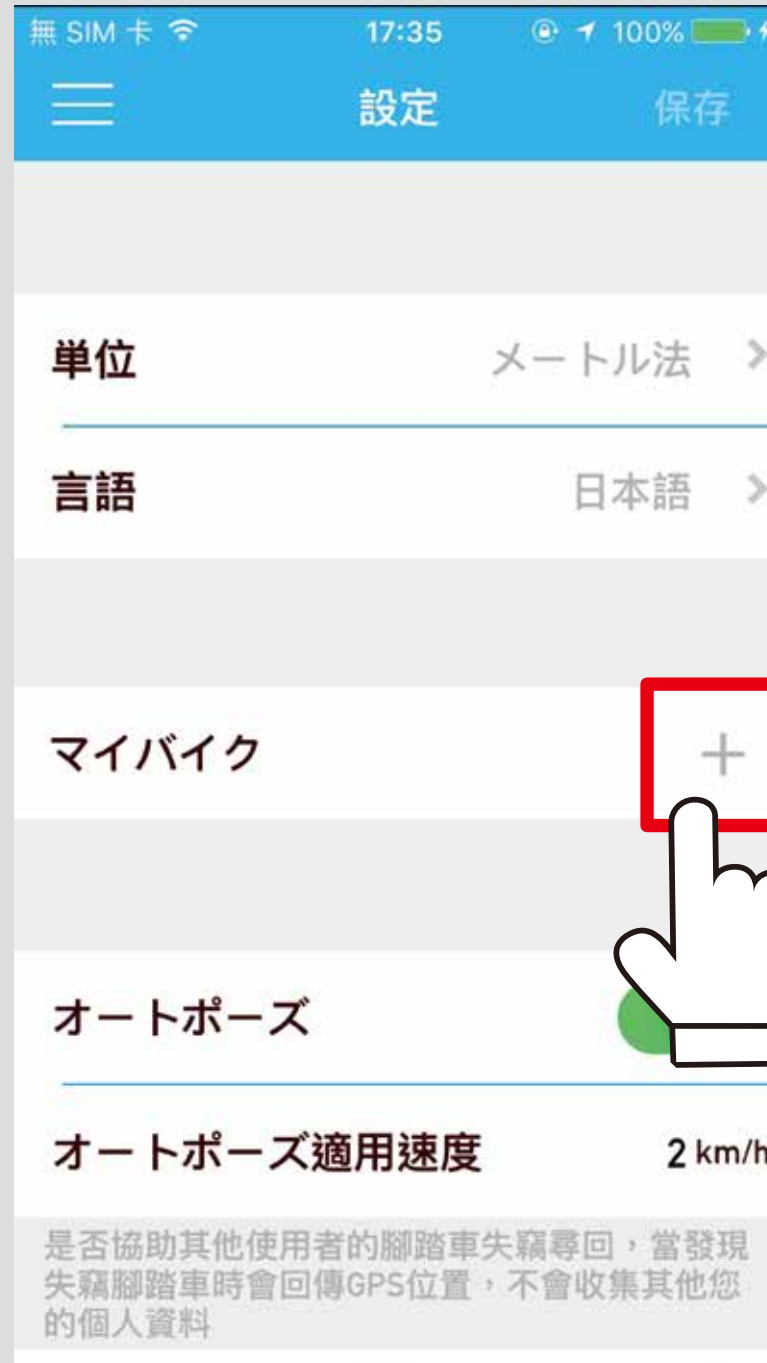 無 SIM 卡 17:35 100%
設定 保存
単位 メートル法
言語 日本語
マイバイク
オートポーズ
オートポーズ適用速度 2 km/h
是否協助其他使用者的腳踏車失竊尋回，當發現
失竊腳踏車時會回傳GPS位置，不會收集其他您
的個人資料